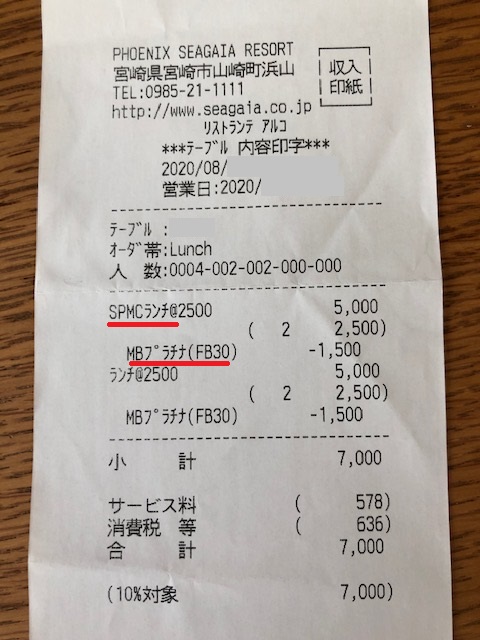 PHOENIX SEAGAIA RESORT
宮崎県宮崎市山崎町浜山
TEL:0985-21-1111
http://www.seagaia.co.jp
収入
印紙
リストランテ アルコ
***テーブル 内容印字***
2020/08/
営業日:2020/
テーブル :
オーダ帯:Lunch
人 数:0004-002-002-000-000
SPMCランチ@2500 5,000
( 2 2,500)
MBプラチナ(FB30) -1,500
ランチ@2500 5,000
( 2 2,500)
MBプラチナ(FB30) -1,500
小 計 7,000
サービス料 ( 578)
消費税 等 ( 636)
合 計 7,000
(10%対象 7,000)